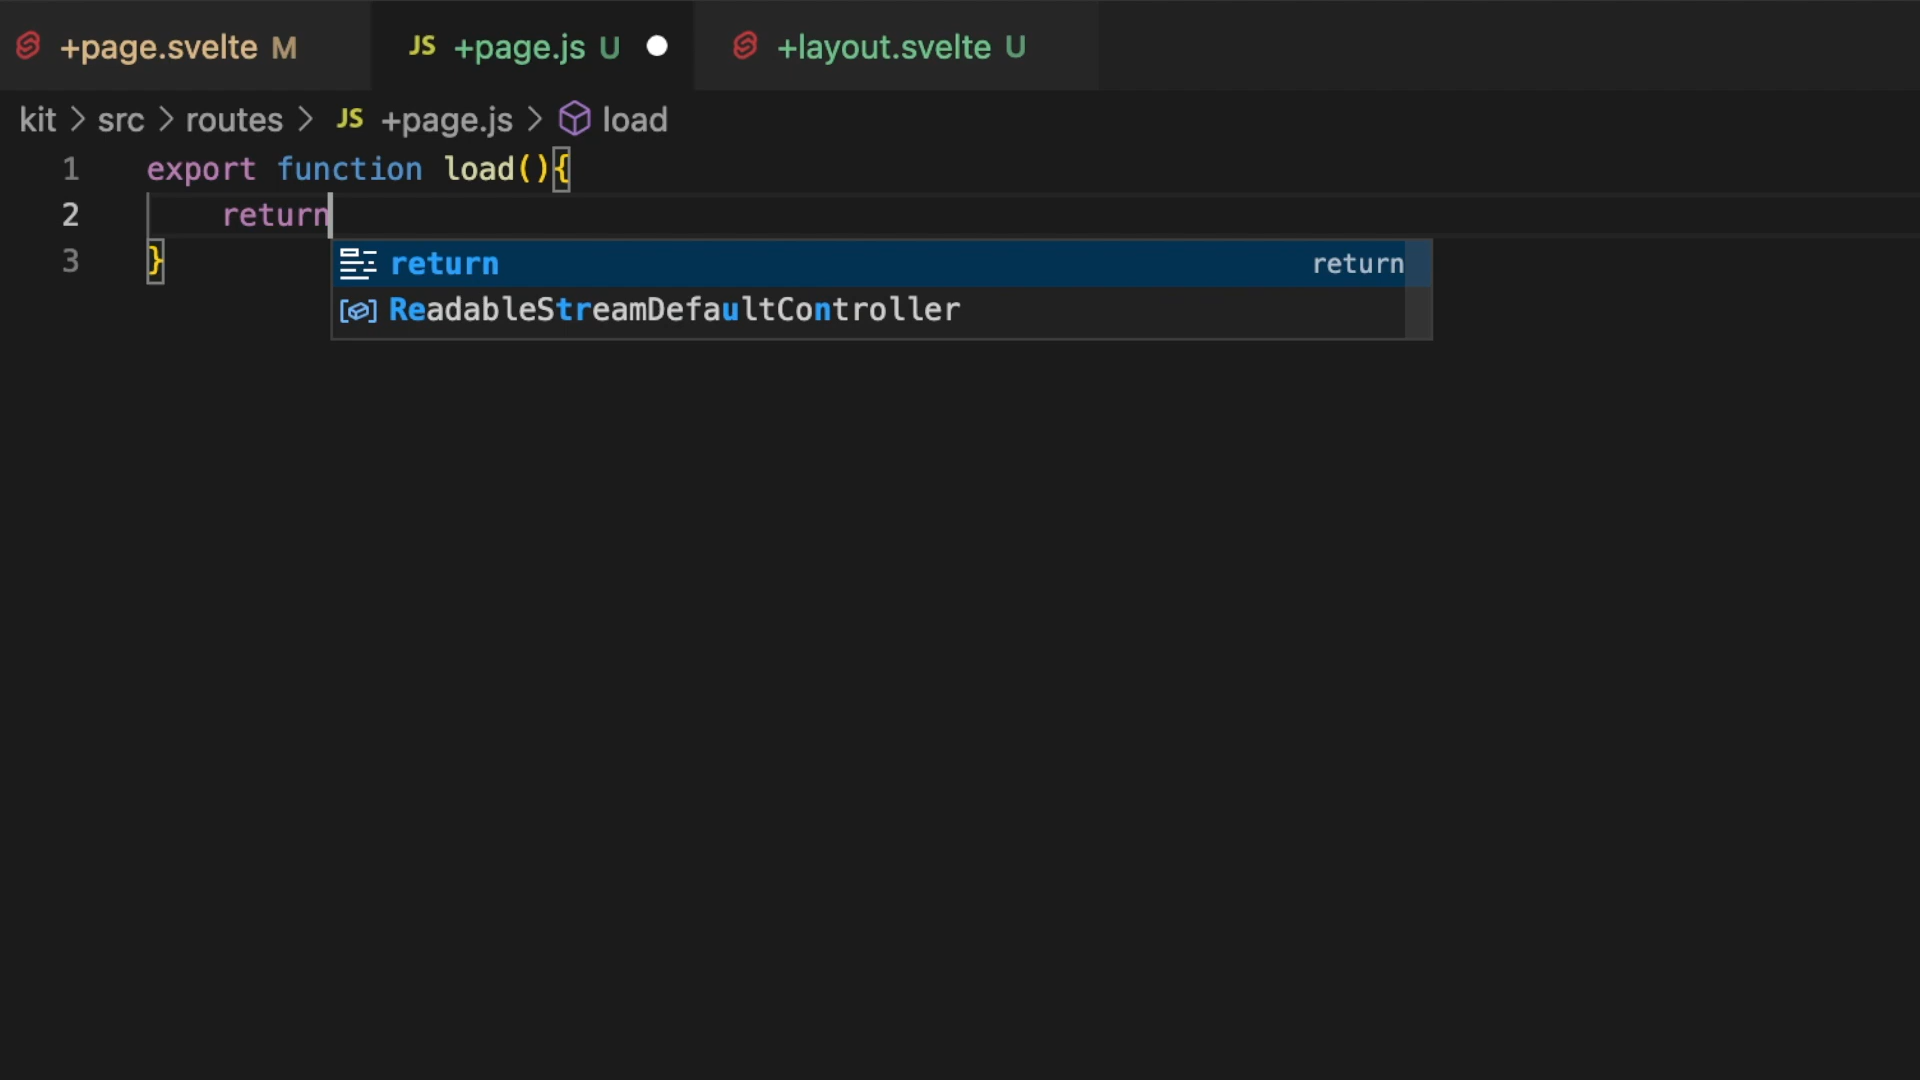 +page.svelte M
JS +page.js U
+layout.svelte U
kit > src > routes > JS +page.js > load
1 export function load(){
2 return
3 }
return return
ReadableStreamDefaultController